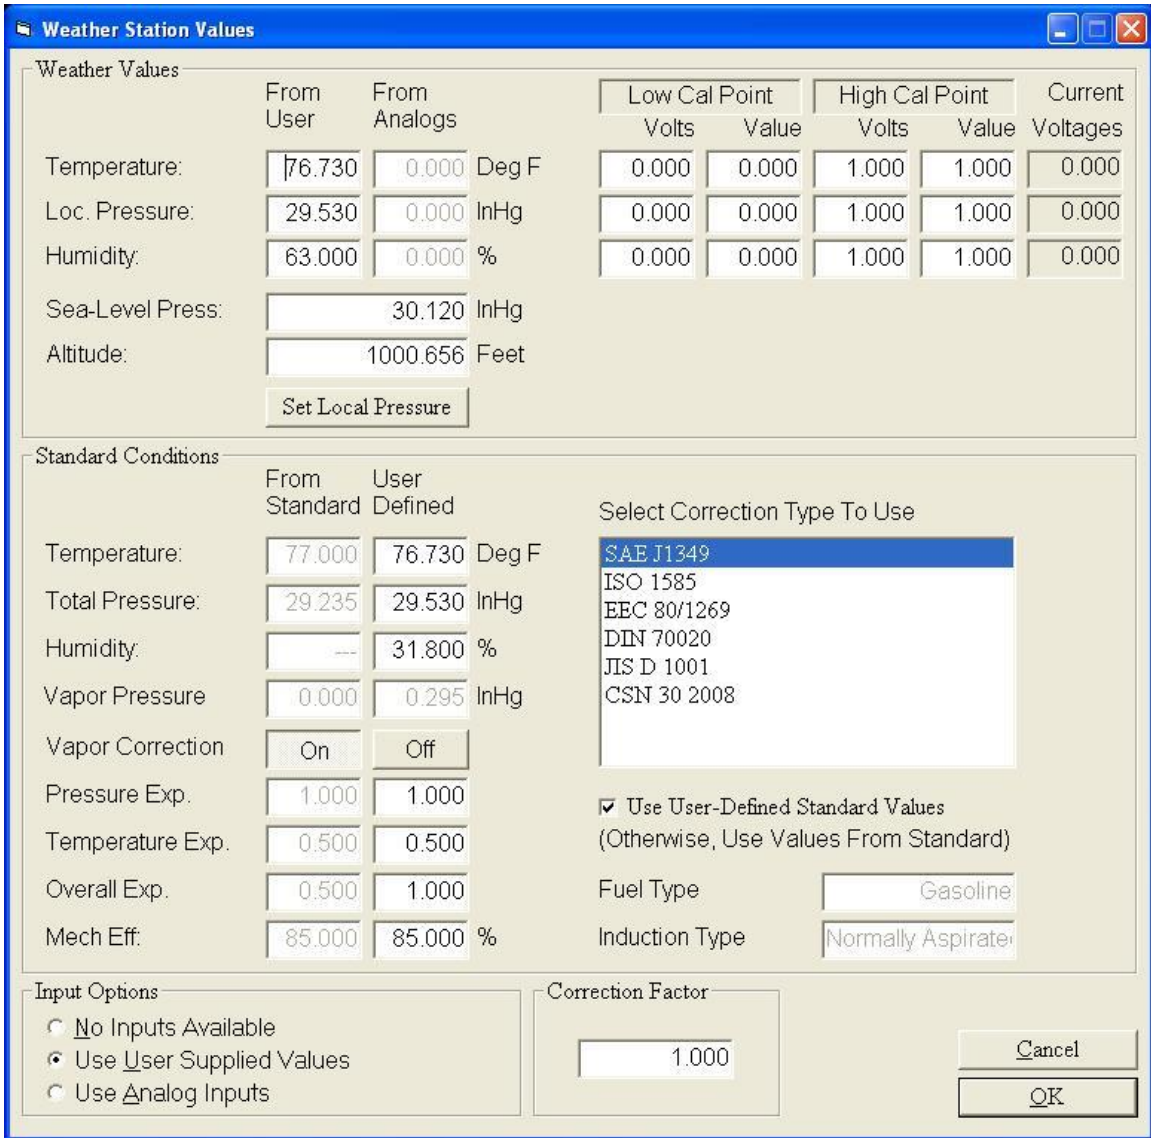 Weather Station Values
Weather Values
From User From Analogs Low Cal Point High Cal Point Current Voltages
Volts Value Volts Value
Temperature: 76.730 0.000 Deg F 0.000 0.000 1.000 1.000 0.000
Loc. Pressure: 29.530 0.000 InHg 0.000 0.000 1.000 1.000 0.000
Humidity: 63.000 0.000 % 0.000 0.000 1.000 1.000 0.000
Sea-Level Press: 30.120 InHg
Altitude: 1000.656 Feet
Set Local Pressure
Standard Conditions
From User
Standard Defined
Select Correction Type To Use
Temperature: 77.000 76.730 Deg F
Total Pressure: 29.235 29.530 InHg
Humidity: --- 31.800 %
Vapor Pressure 0.000 0.295 InHg
Vapor Correction On Off
Pressure Exp. 1.000 1.000
Temperature Exp. 0.500 0.500
Overall Exp. 0.500 1.000
Mech Eff: 85.000 85.000 %
SAE J1349
ISO 1585
EEC 80/1269
DIN 70020
JIS D 1001
CSN 30 2008
Use User-Defined Standard Values
(Otherwise, Use Values From Standard)
Fuel Type Gasoline
Induction Type Normally Aspirate
Input Options
No Inputs Available
Use User Supplied Values
Use Analog Inputs
Correction Factor
1.000
Cancel
OK